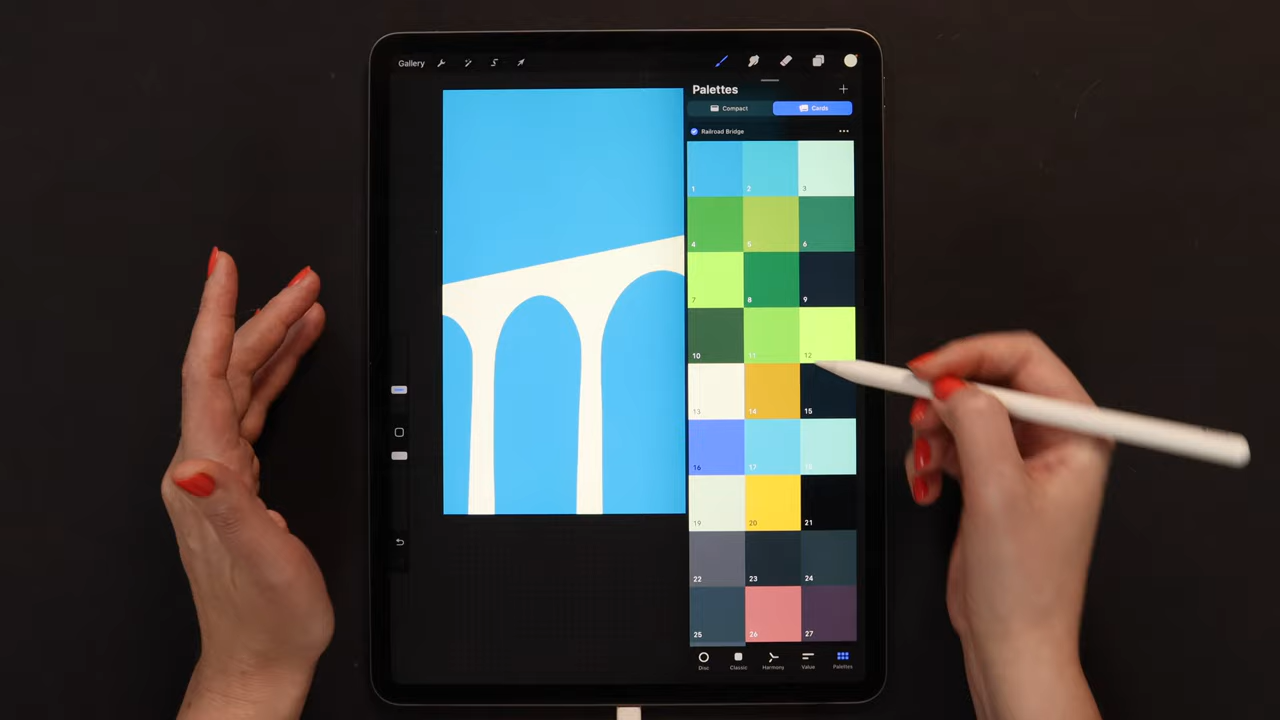 Gallery
Palettes
Compact
Cards
Railroad Bridge
1 2 3
4 5 6
7 8 9
10 11 12
13 14 15
16 17 18
19 20 21
22 23 24
25 26 27
Disc Classic Harmony Value Palettes